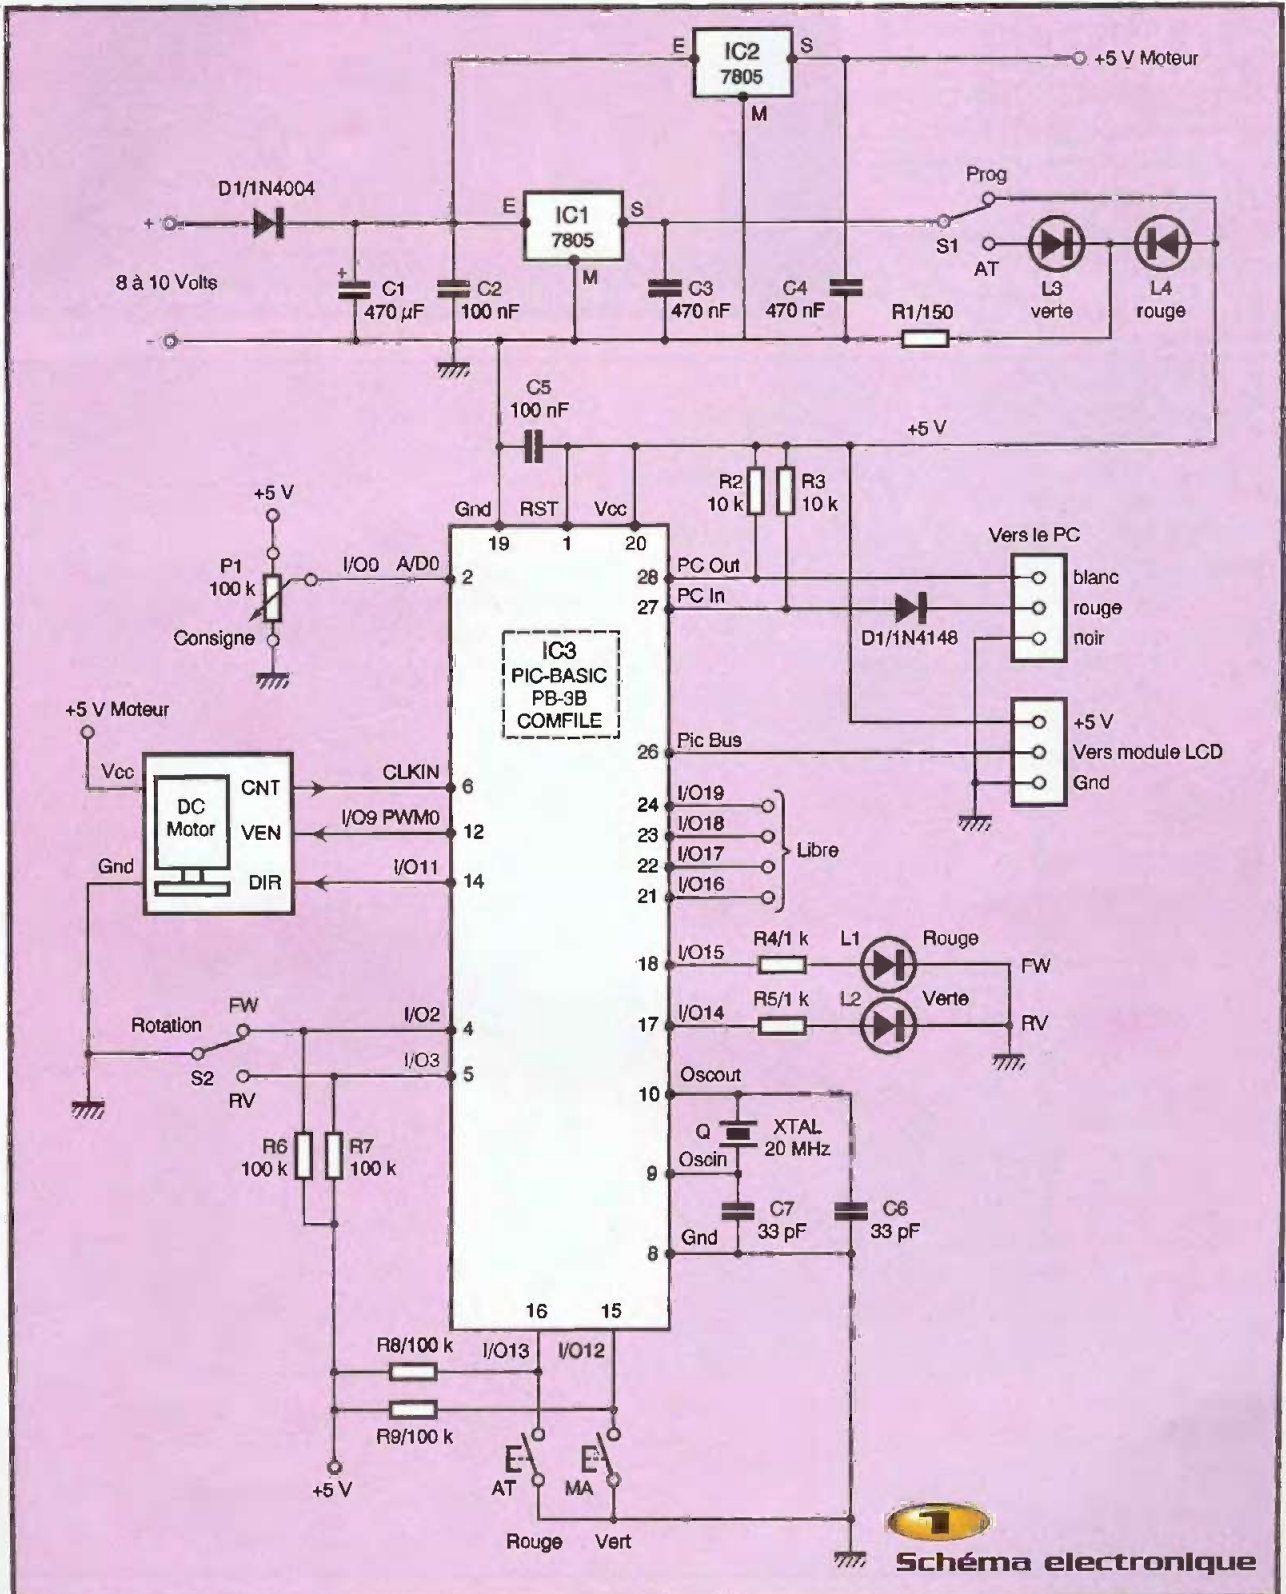 E
IC2
7805
S
M
+5 V Moteur
D1/1N4004
+
8 à 10 Volts
-
E
IC1
7805
S
M
+
C1
470 µF
C2
100 nF
C3
470 nF
C4
470 nF
Prog
S1
AT
L3
verte
L4
rouge
R1/150
C5
100 nF
+5 V
R2
10 k
R3
10 k
+5 V
P1
100 k
Consigne
I/O0 A/D0
Gnd
RST
Vcc
19
1
20
2
28
PC Out
27
PC In
D1/1N4148
Vers le PC
blanc
rouge
noir
IC3
PIC-BASIC
PB-3B
COMFILE
+5 V Moteur
Vcc
Gnd
DC
Motor
CNT
VEN
DIR
CLKIN
I/O9 PWM0
I/O11
6
12
14
26
Pic Bus
+5 V
Vers module LCD
Gnd
24
I/O19
23
I/O18
22
I/O17
21
I/O16
Libre
18
I/O15
R4/1 k
L1
Rouge
FW
17
I/O14
R5/1 k
L2
Verte
RV
Rotation
FW
S2
RV
I/O2
4
I/O3
5
R6
100 k
R7
100 k
10
Oscout
Q
XTAL
20 MHz
9
Oscin
C7
33 pF
C6
33 pF
8
Gnd
16
15
I/O13
I/O12
R8/100 k
R9/100 k
+5 V
AT
MA
Rouge
Vert
1
Schéma electronique